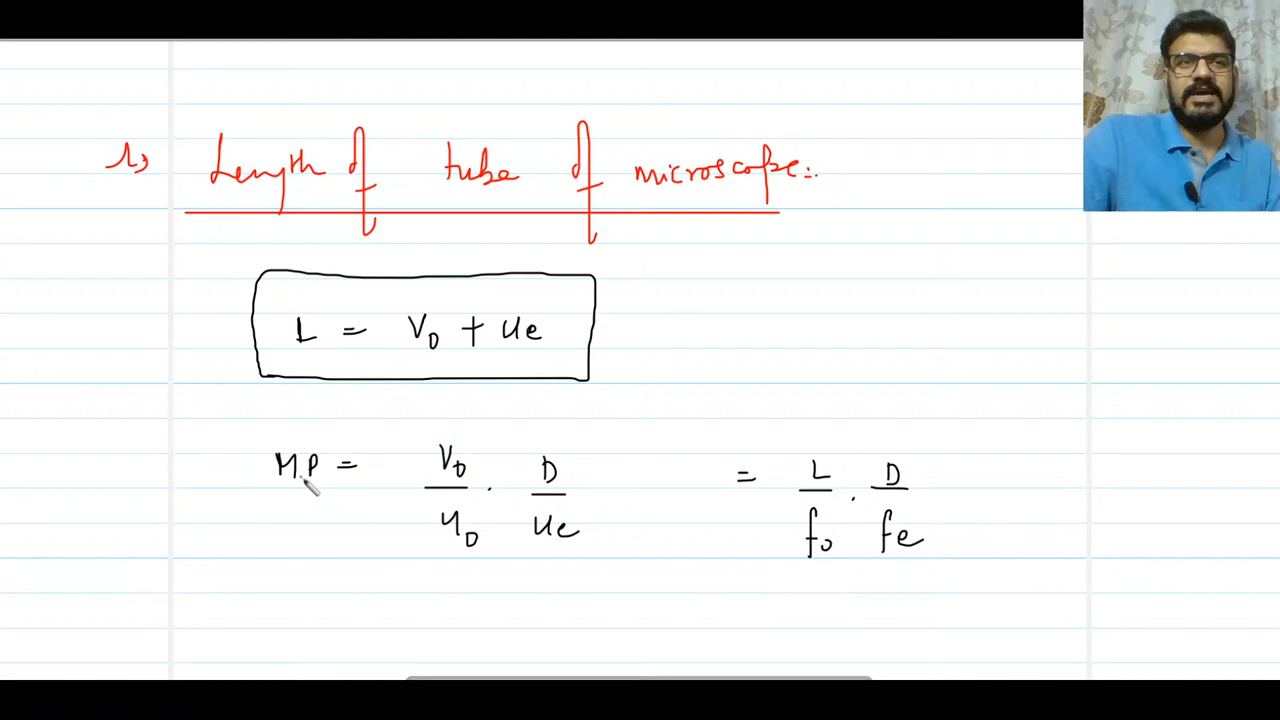 1) Length of tube of microscope:
L = V₀ + ue
M.P = V₀/u₀ · D/ue = L/f₀ · D/fe